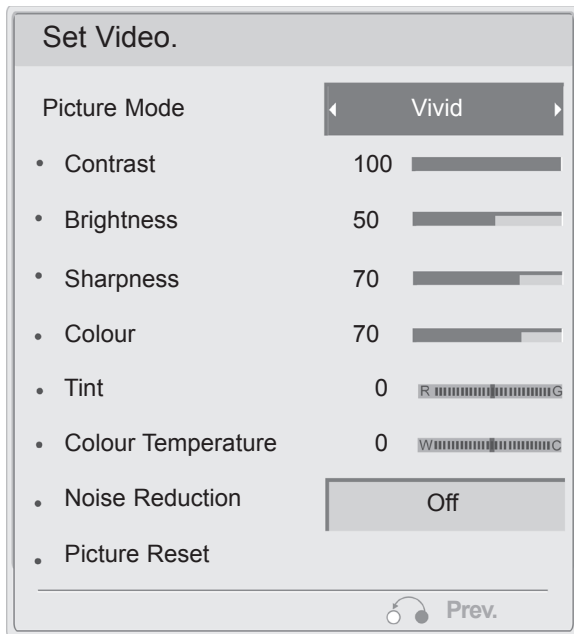 Set Video.
Picture Mode Vivid
• Contrast 100
• Brightness 50
• Sharpness 70
• Colour 70
• Tint 0 R G
• Colour Temperature 0 W C
• Noise Reduction Off
• Picture Reset
Prev.